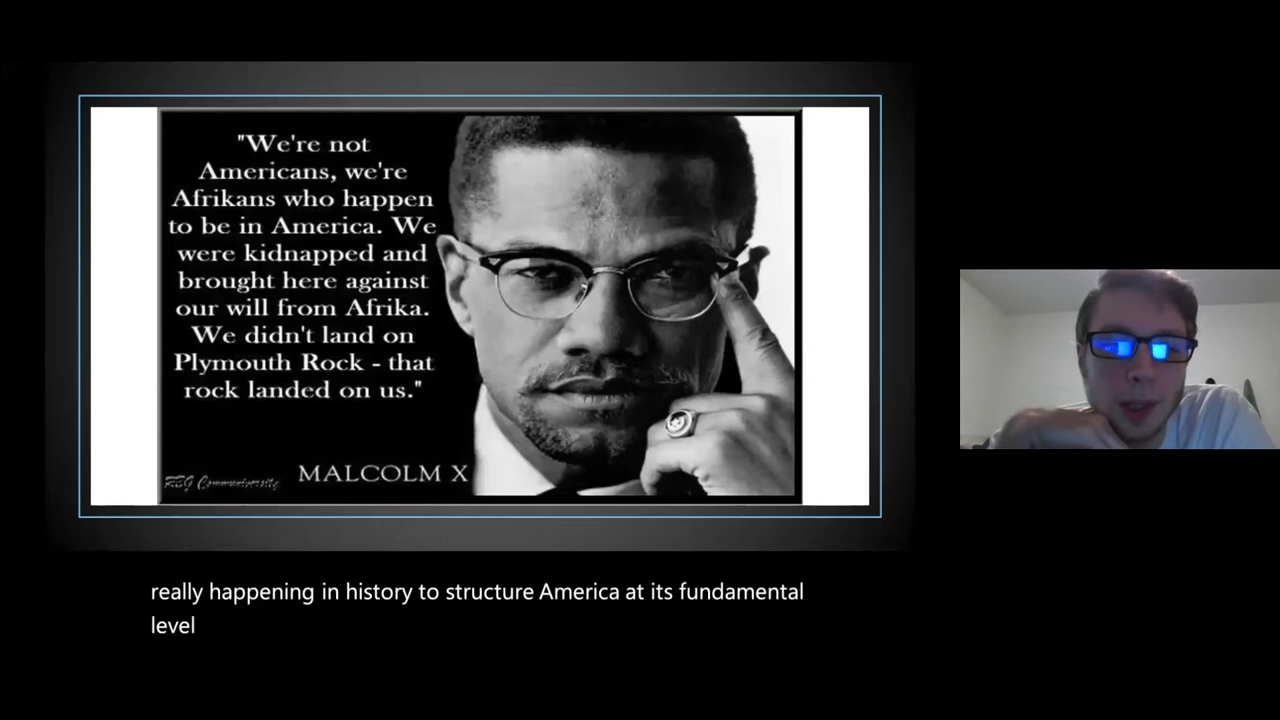 "We're not
Americans, we're
Afrikans who happen
to be in America. We
were kidnapped and
brought here against
our will from Afrika.
We didn't land on
Plymouth Rock - that
rock landed on us."
MALCOLM X
RBG Communiversity
really happening in history to structure America at its fundamental
level